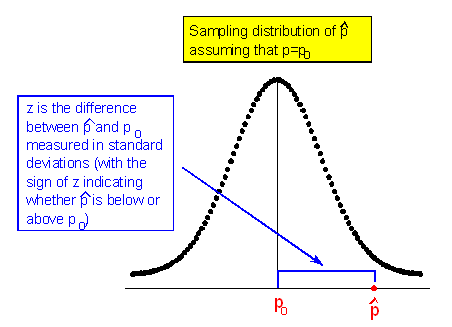 Sampling distribution of p̂
assuming that p=p₀
z is the difference
between p̂ and p₀
measured in standard
deviations (with the
sign of z indicating
whether p̂ is below or
above p₀)
p₀
p̂